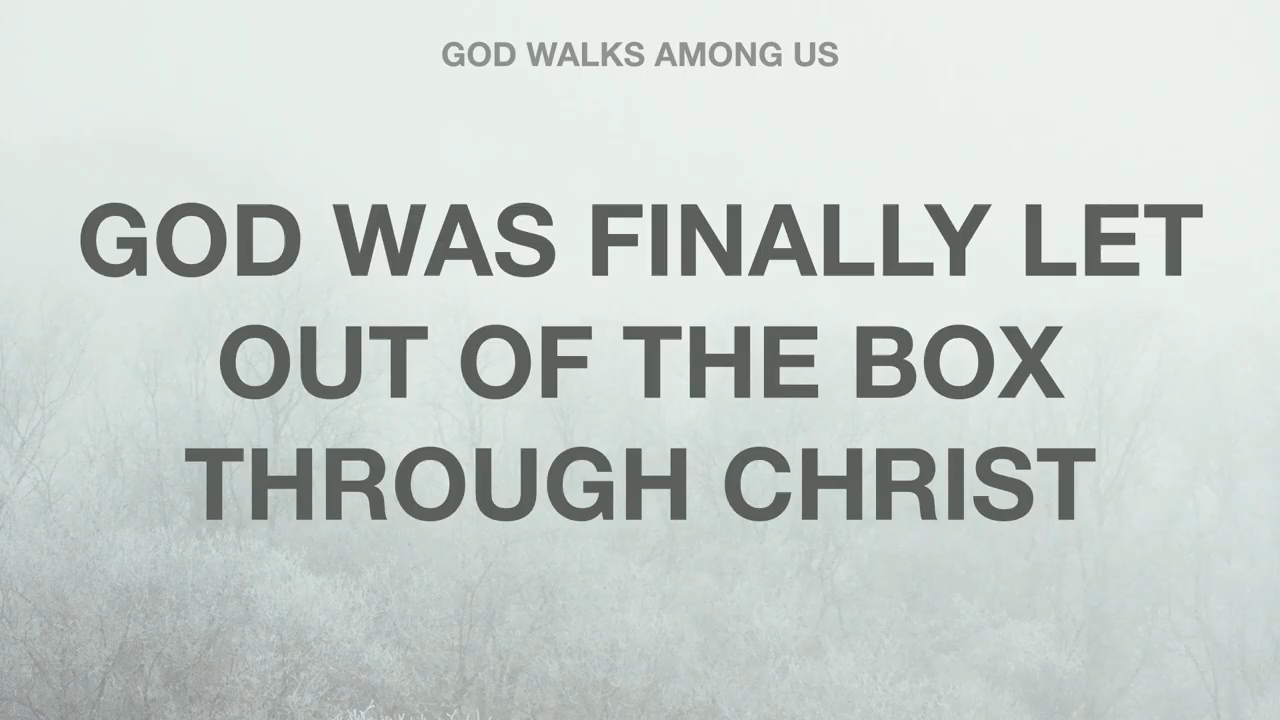 GOD WALKS AMONG US
GOD WAS FINALLY LET
OUT OF THE BOX
THROUGH CHRIST